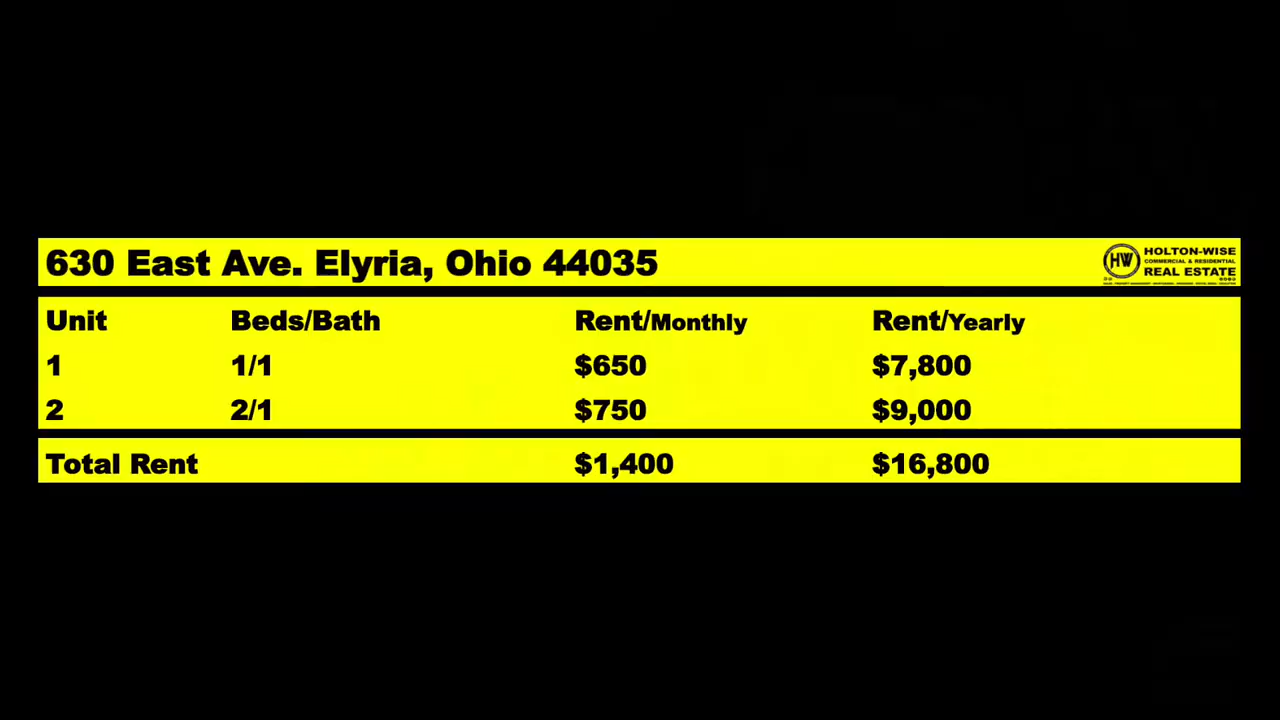 630 East Ave. Elyria, Ohio 44035
HW
HOLTON-WISE
COMMERCIAL & RESIDENTIAL
REAL ESTATE
Unit Beds/Bath Rent/Monthly Rent/Yearly
1 1/1 $650 $7,800
2 2/1 $750 $9,000
Total Rent $1,400 $16,800